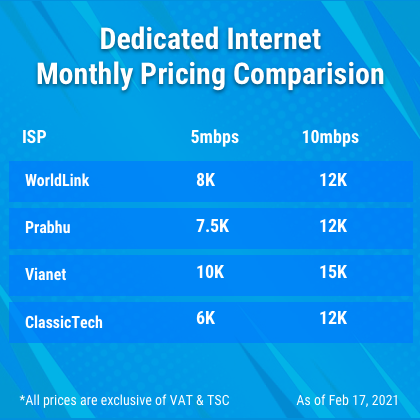 Dedicated Internet
Monthly Pricing Comparision
ISP 5mbps 10mbps
WorldLink 8K 12K
Prabhu 7.5K 12K
Vianet 10K 15K
ClassicTech 6K 12K
*All prices are exclusive of VAT & TSC As of Feb 17, 2021